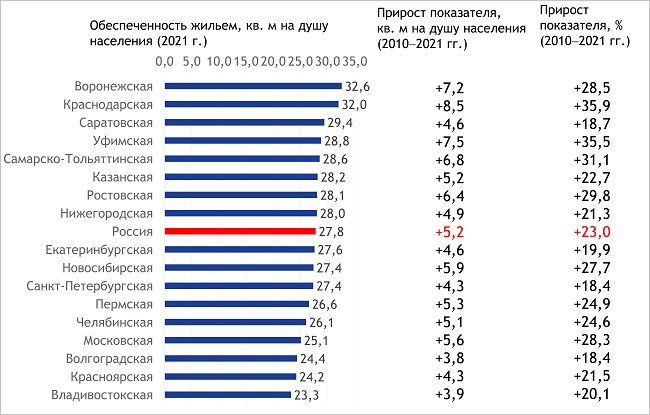 Обеспеченность жильем, кв. м на душу населения (2021 г.)
Прирост показателя, кв. м на душу населения (2010–2021 гг.)
Прирост показателя, % (2010–2021 гг.)
0,0 5,0 10,0 15,0 20,0 25,0 30,0 35,0
Воронежская 32,6 +7,2 +28,5
Краснодарская 32,0 +8,5 +35,9
Саратовская 29,4 +4,6 +18,7
Уфимская 28,8 +7,5 +35,5
Самарско-Тольяттинская 28,6 +6,8 +31,1
Казанская 28,2 +5,2 +22,7
Ростовская 28,1 +6,4 +29,8
Нижегородская 28,0 +4,9 +21,3
Россия 27,8 +5,2 +23,0
Екатеринбургская 27,6 +4,6 +19,9
Новосибирская 27,4 +5,9 +27,7
Санкт-Петербургская 27,4 +4,3 +18,4
Пермская 26,6 +5,3 +24,9
Челябинская 26,1 +5,1 +24,6
Московская 25,1 +5,6 +28,3
Волгоградская 24,4 +3,8 +18,4
Красноярская 24,2 +4,3 +21,5
Владивостокская 23,3 +3,9 +20,1